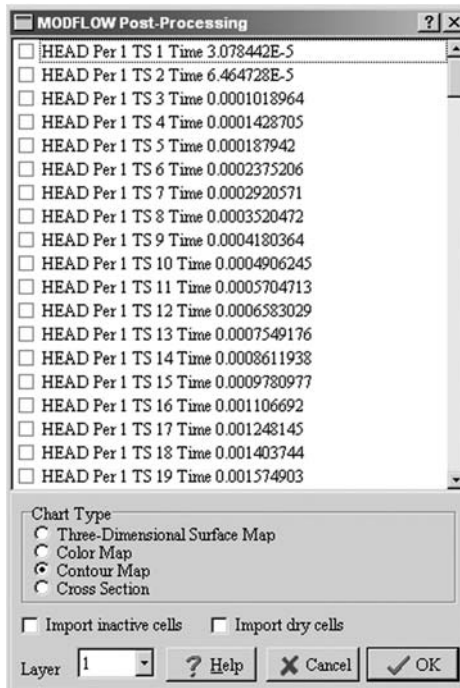 MODFLOW Post-Processing
HEAD Per 1 TS 1 Time 3.078442E-5
HEAD Per 1 TS 2 Time 6.464728E-5
HEAD Per 1 TS 3 Time 0.0001018964
HEAD Per 1 TS 4 Time 0.0001428705
HEAD Per 1 TS 5 Time 0.000187942
HEAD Per 1 TS 6 Time 0.0002375206
HEAD Per 1 TS 7 Time 0.0002920571
HEAD Per 1 TS 8 Time 0.0003520472
HEAD Per 1 TS 9 Time 0.0004180364
HEAD Per 1 TS 10 Time 0.0004906245
HEAD Per 1 TS 11 Time 0.0005704713
HEAD Per 1 TS 12 Time 0.0006583029
HEAD Per 1 TS 13 Time 0.0007549176
HEAD Per 1 TS 14 Time 0.0008611938
HEAD Per 1 TS 15 Time 0.0009780977
HEAD Per 1 TS 16 Time 0.001106692
HEAD Per 1 TS 17 Time 0.001248145
HEAD Per 1 TS 18 Time 0.001403744
HEAD Per 1 TS 19 Time 0.001574903
Chart Type
Three-Dimensional Surface Map
Color Map
Contour Map
Cross Section
Import inactive cells Import dry cells
Layer 1 ? Help Cancel OK